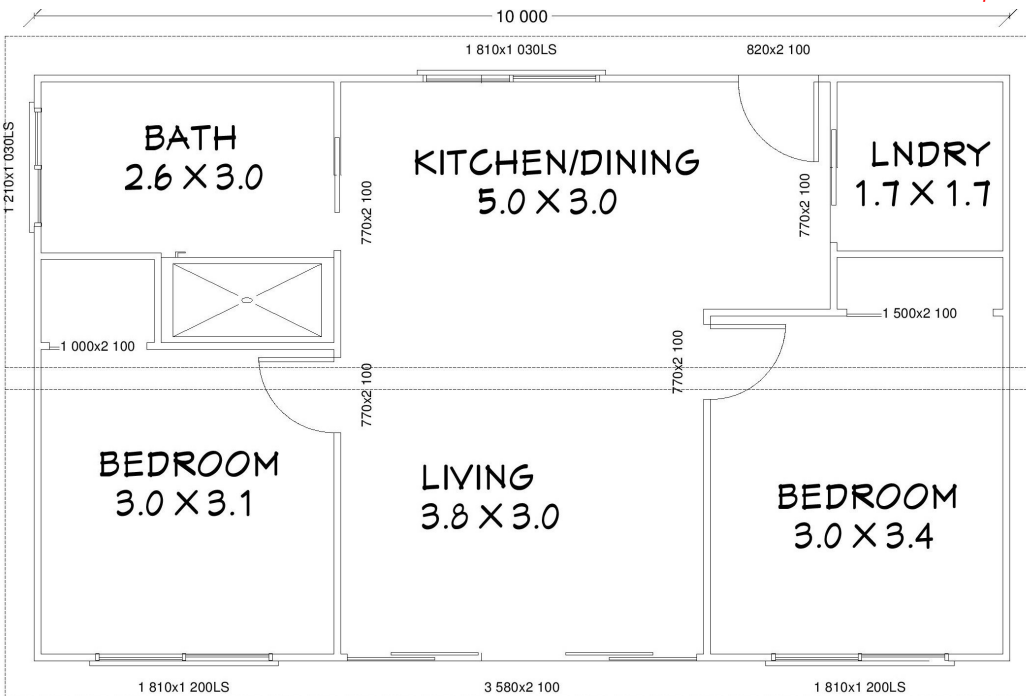 10 000
1 810x1 030LS
820x2 100
1 210x1 030LS
BATH
2.6 X 3.0
KITCHEN/DINING
5.0 X 3.0
LNDRY
1.7 X 1.7
770x2 100
770x2 100
1 500x2 100
1 000x2 100
770x2 100
770x2 100
BEDROOM
3.0 X 3.1
LIVING
3.8 X 3.0
BEDROOM
3.0 X 3.4
1 810x1 200LS
3 580x2 100
1 810x1 200LS